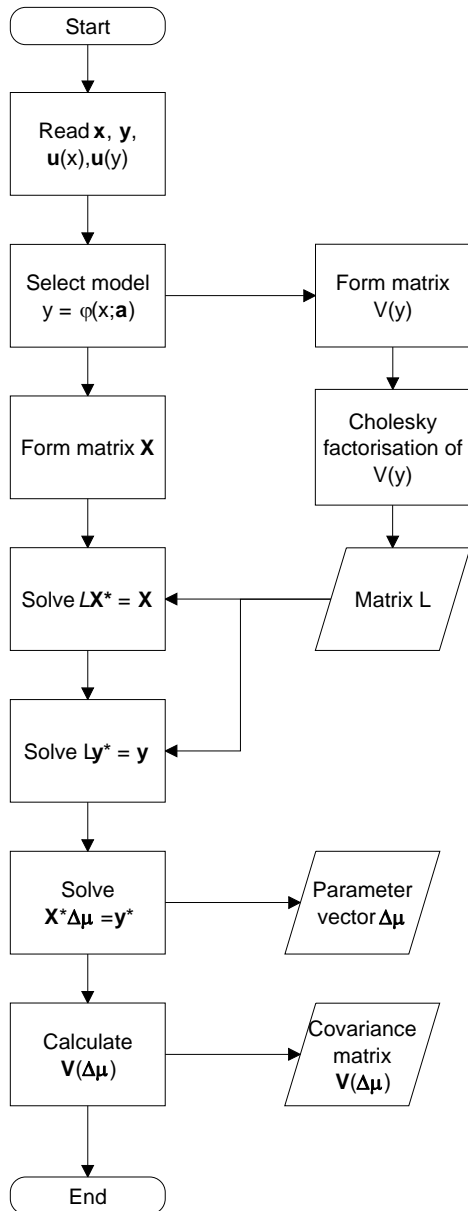 Start
Read x, y,
u(x),u(y)
Select model
y = φ(x;a)
Form matrix
V(y)
Form matrix X
Cholesky
factorisation of
V(y)
Solve LX* = X
Matrix L
Solve Ly* = y
Solve
X*Δμ =y*
Parameter
vector Δμ
Calculate
V(Δμ)
Covariance
matrix
V(Δμ)
End